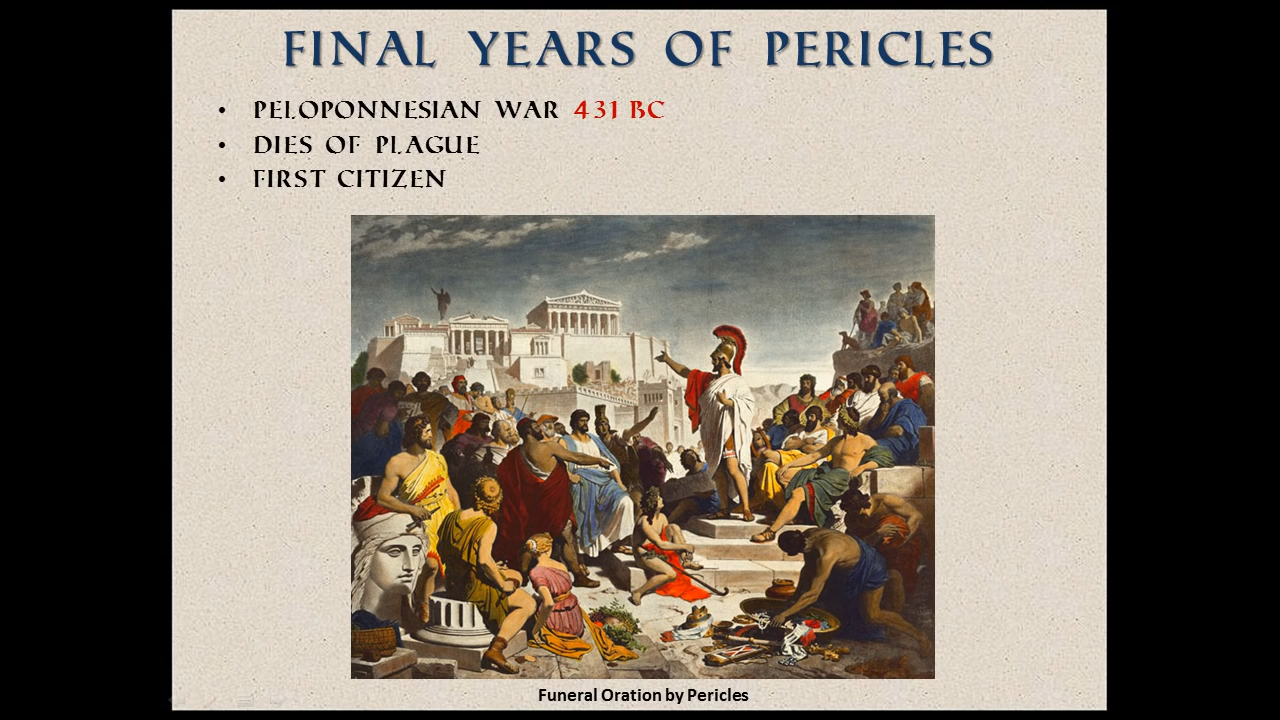 FINAL YEARS OF PERICLES
• PELOPONNESIAN WAR 431 BC
• DIES OF PLAGUE
• FIRST CITIZEN
Funeral Oration by Pericles